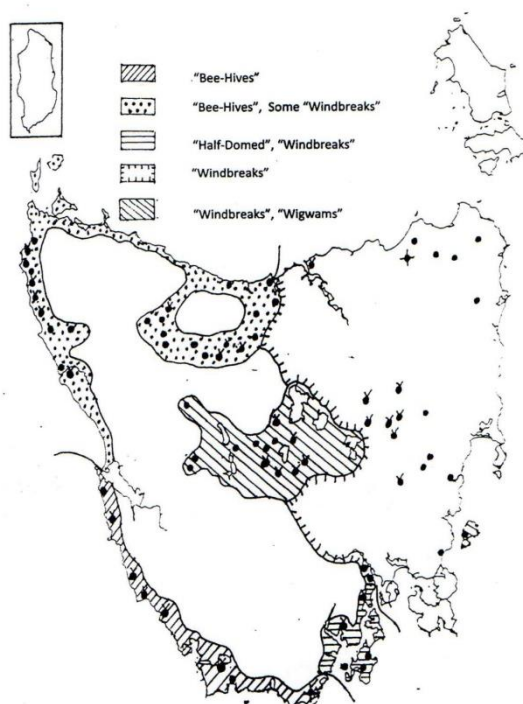 “Bee-Hives”
“Bee-Hives”, Some “Windbreaks”
“Half-Domed”, “Windbreaks”
“Windbreaks”
“Windbreaks”, “Wigwams”